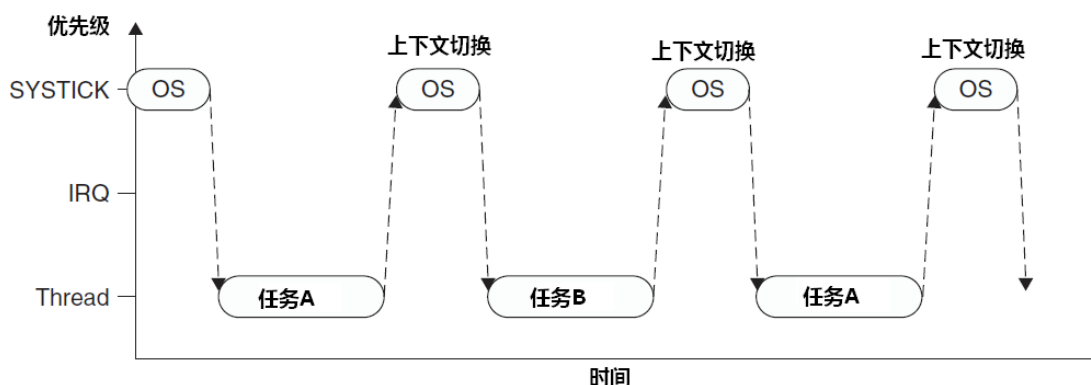 优先级
上下文切换
上下文切换
上下文切换
SYSTICK
OS
OS
OS
OS
IRQ
Thread
任务A
任务B
任务A
时间